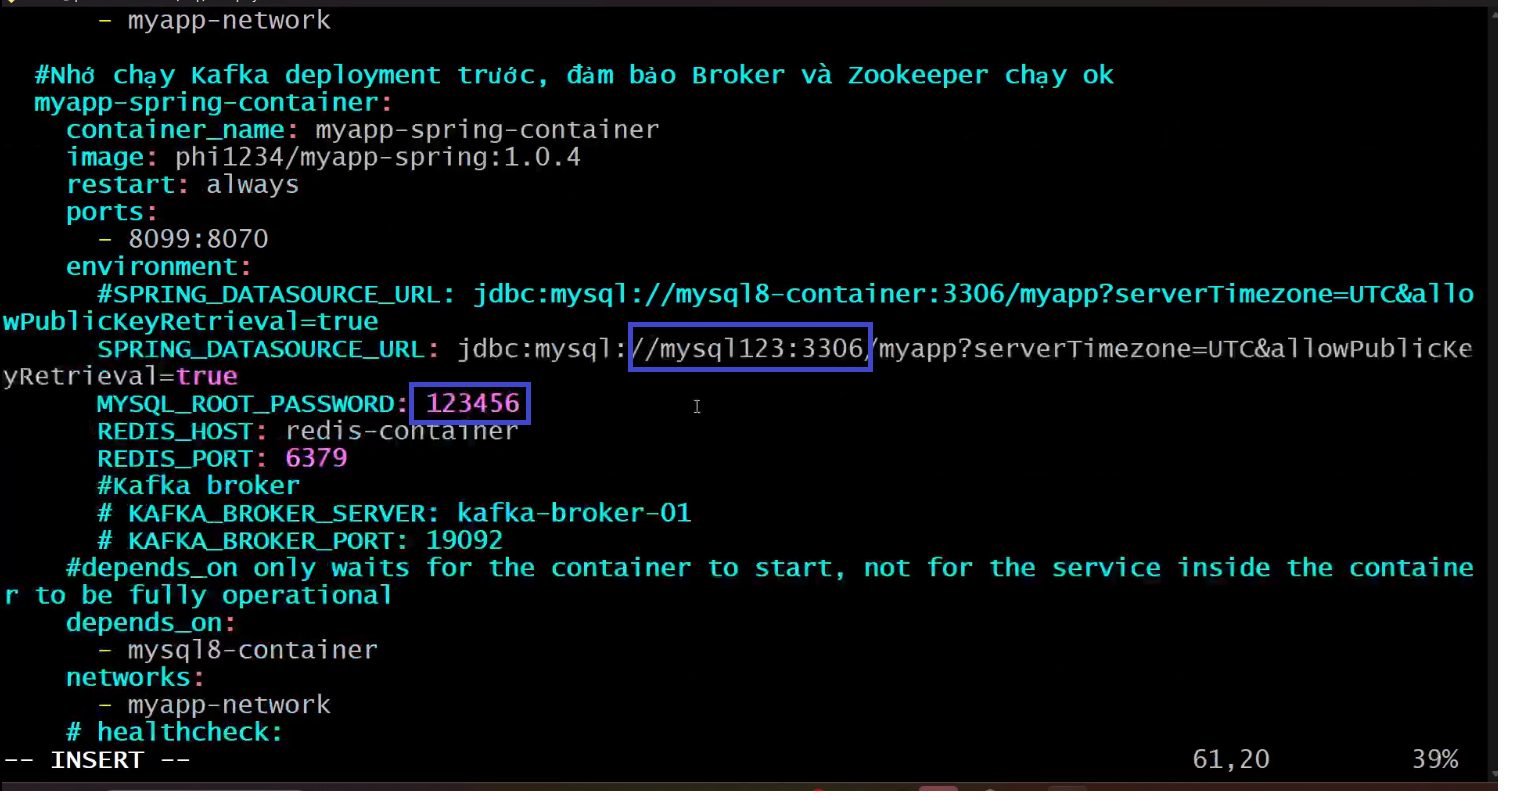 - myapp-network
#Nhớ chạy Kafka deployment trước, đảm bảo Broker và Zookeeper chạy ok
myapp-spring-container:
container_name: myapp-spring-container
image: phi1234/myapp-spring:1.0.4
restart: always
ports:
- 8099:8070
environment:
#SPRING_DATASOURCE_URL: jdbc:mysql://mysql8-container:3306/myapp?serverTimezone=UTC&allo
wPublicKeyRetrieval=true
SPRING_DATASOURCE_URL: jdbc:mysql://mysql123:3306/myapp?serverTimezone=UTC&allowPublicKe
yRetrieval=true
MYSQL_ROOT_PASSWORD: 123456
REDIS_HOST: redis-container
REDIS_PORT: 6379
#Kafka broker
# KAFKA_BROKER_SERVER: kafka-broker-01
# KAFKA_BROKER_PORT: 19092
#depends_on only waits for the container to start, not for the service inside the containe
r to be fully operational
depends_on:
- mysql8-container
networks:
- myapp-network
# healthcheck:
-- INSERT -- 61,20 39%